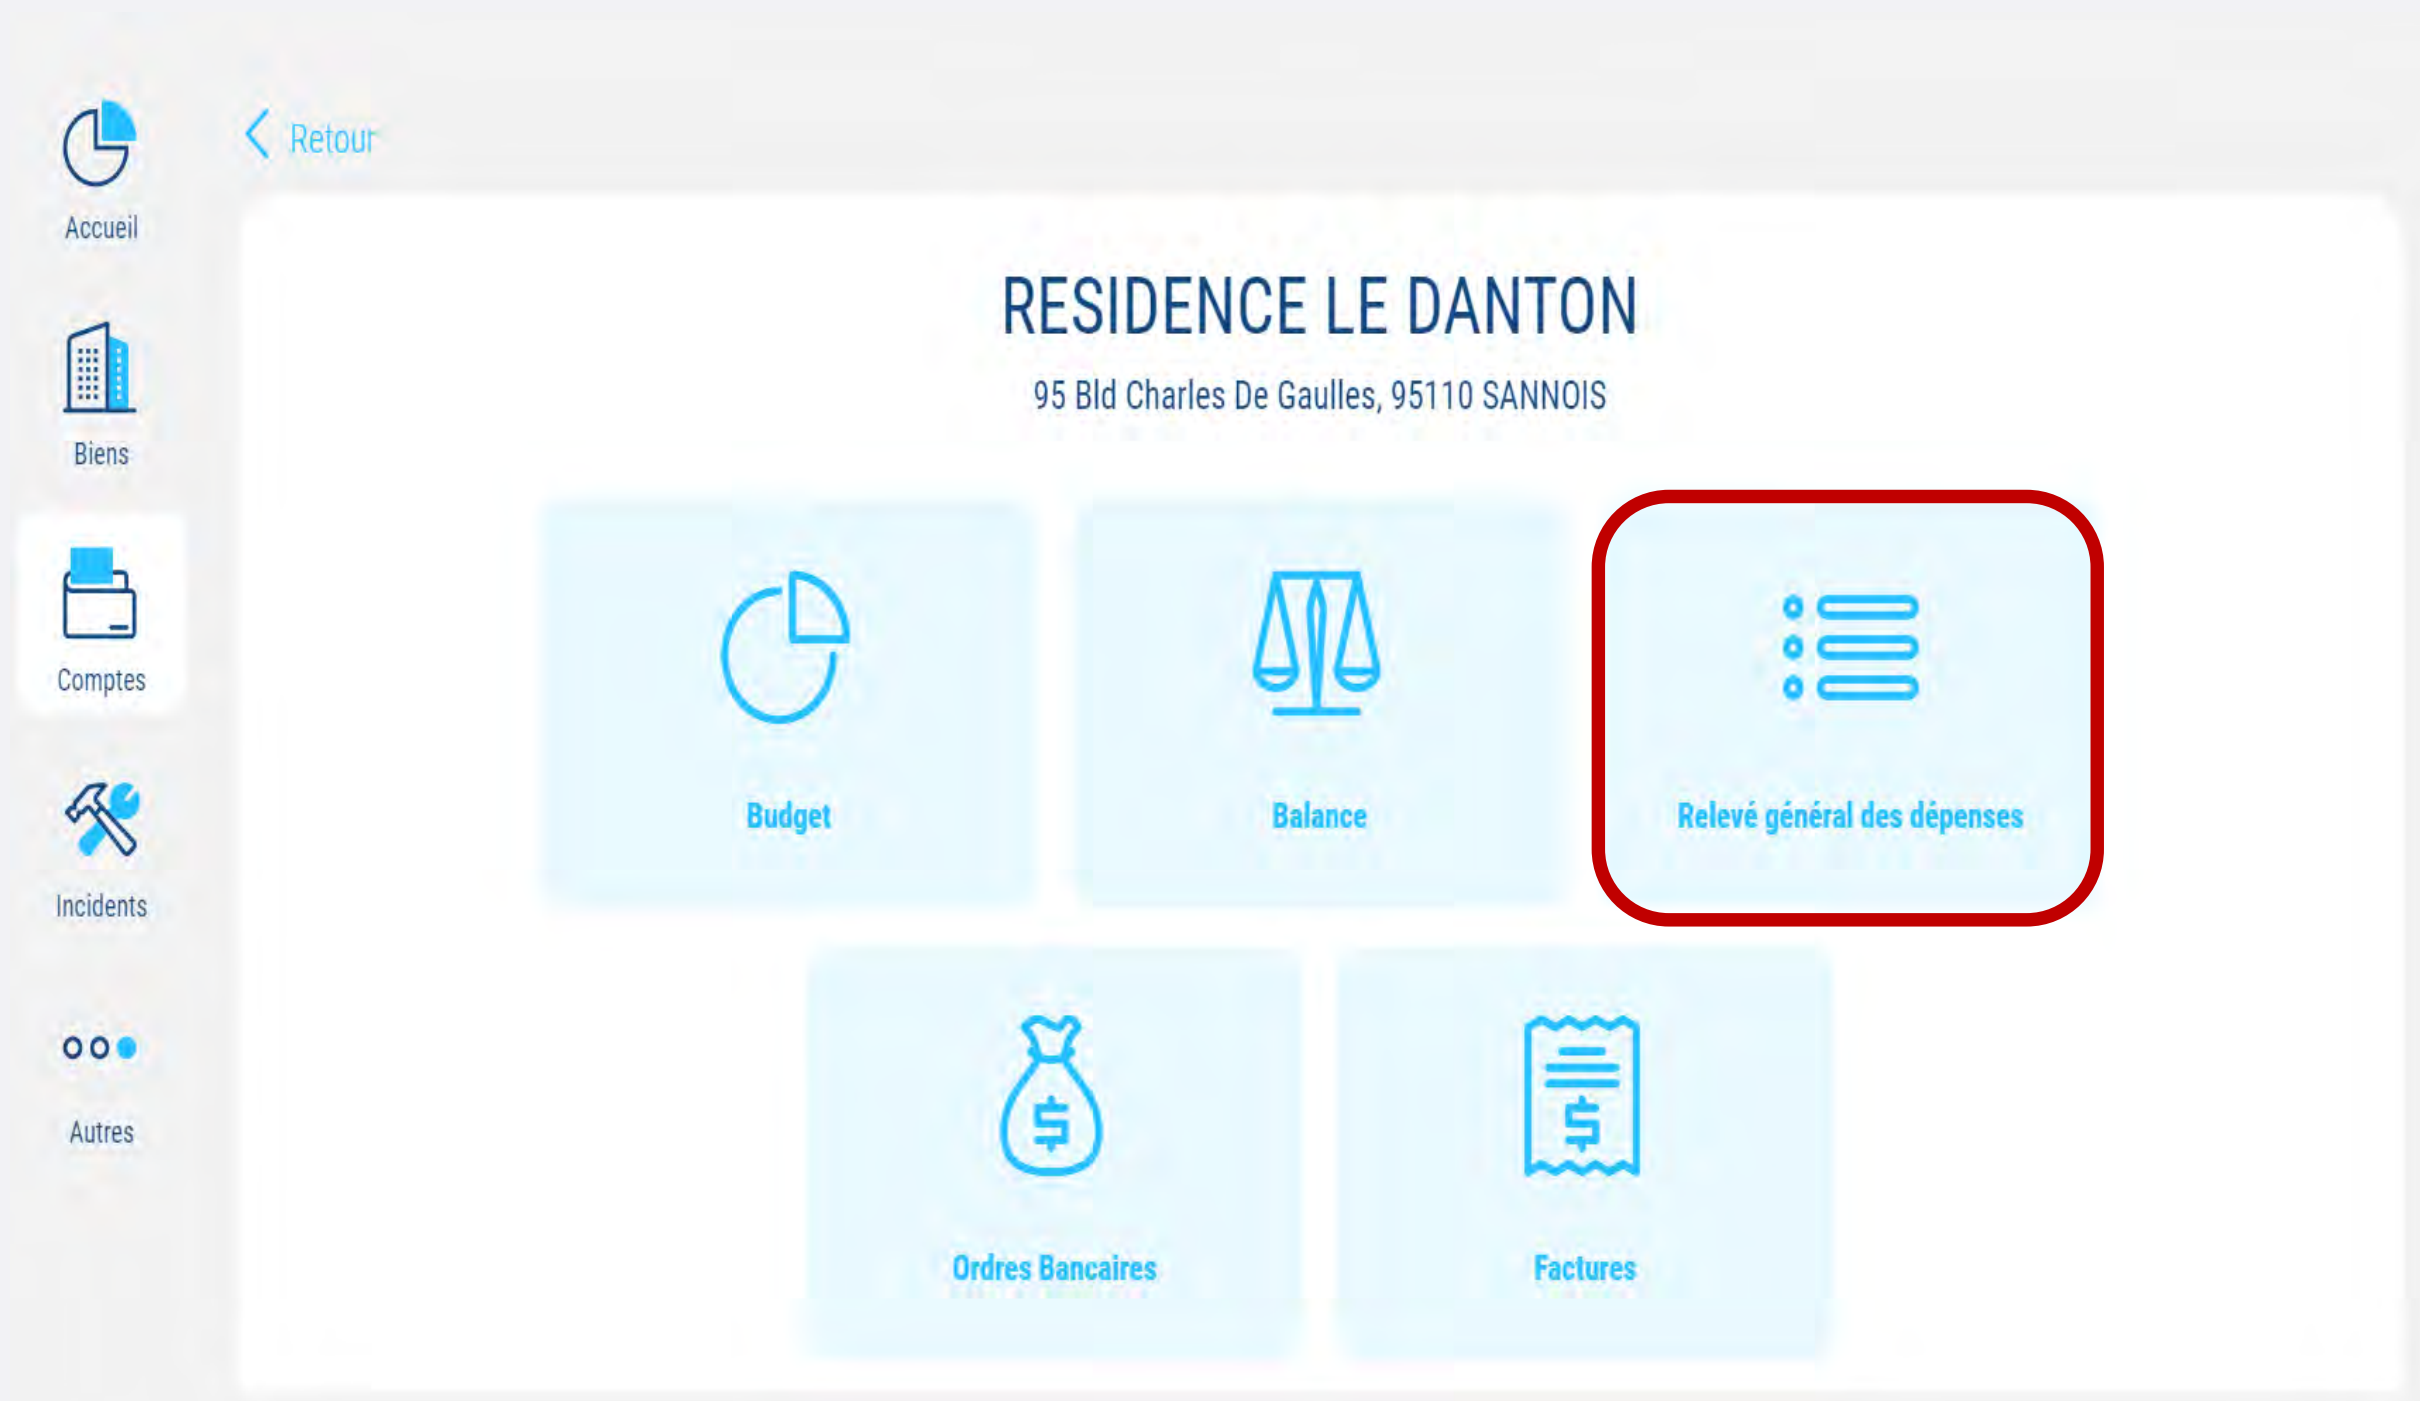 Retour
Accueil
Biens
Comptes
Incidents
Autres
RESIDENCE LE DANTON
95 Bld Charles De Gaulles, 95110 SANNOIS
Budget
Balance
Relevé général des dépenses
Ordres Bancaires
Factures